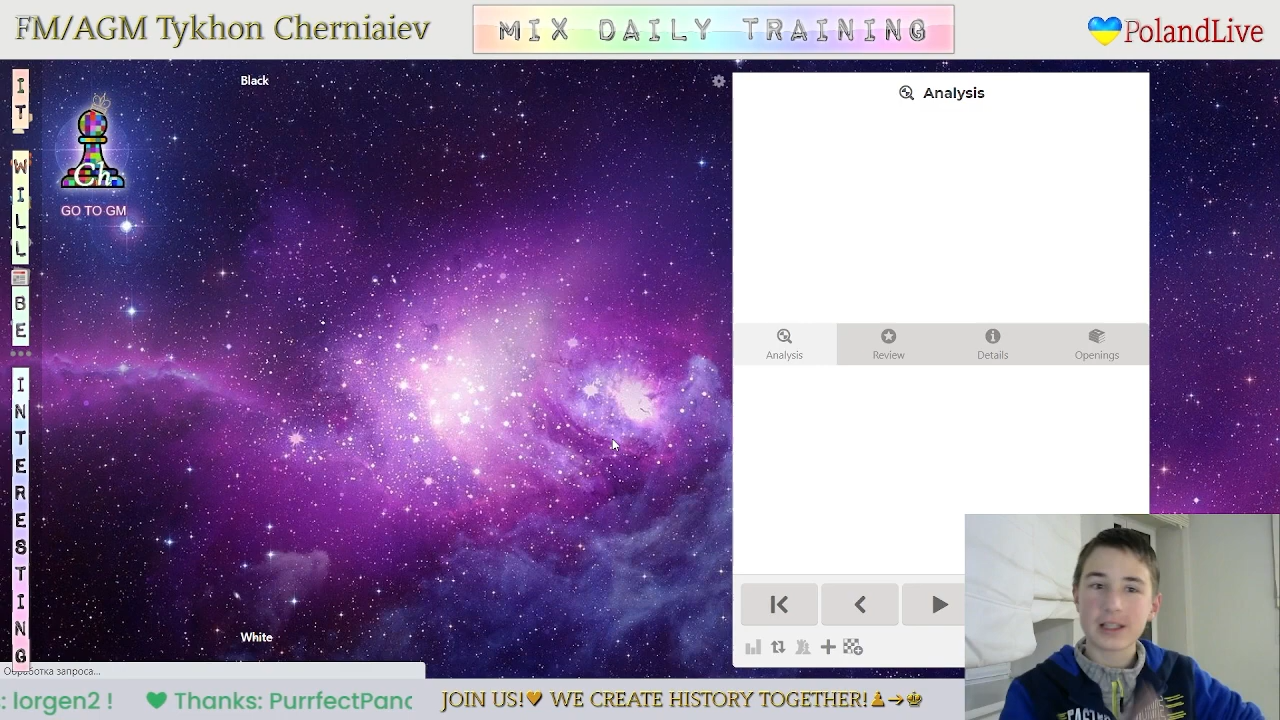 FM/AGM Tykhon Cherniaiev
MIX DAILY TRAINING
PolandLive
IT WILL BE INTERESTING
Black
Analysis
Ch
GO TO GM
Analysis
Review
Details
Openings
White
Обработка запроса...
: lorgen2 !
Thanks: PurrfectPanc
JOIN US! WE CREATE HISTORY TOGETHER!